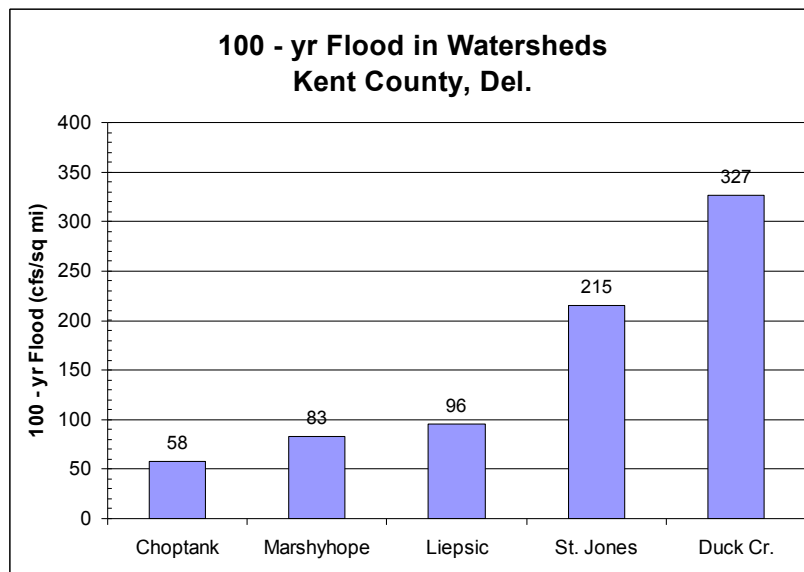 100 - yr Flood in Watersheds
Kent County, Del.
100 - yr Flood (cfs/sq mi)
400
350
300
250
200
150
100
50
0
58
83
96
215
327
Choptank
Marshyhope
Liepsic
St. Jones
Duck Cr.